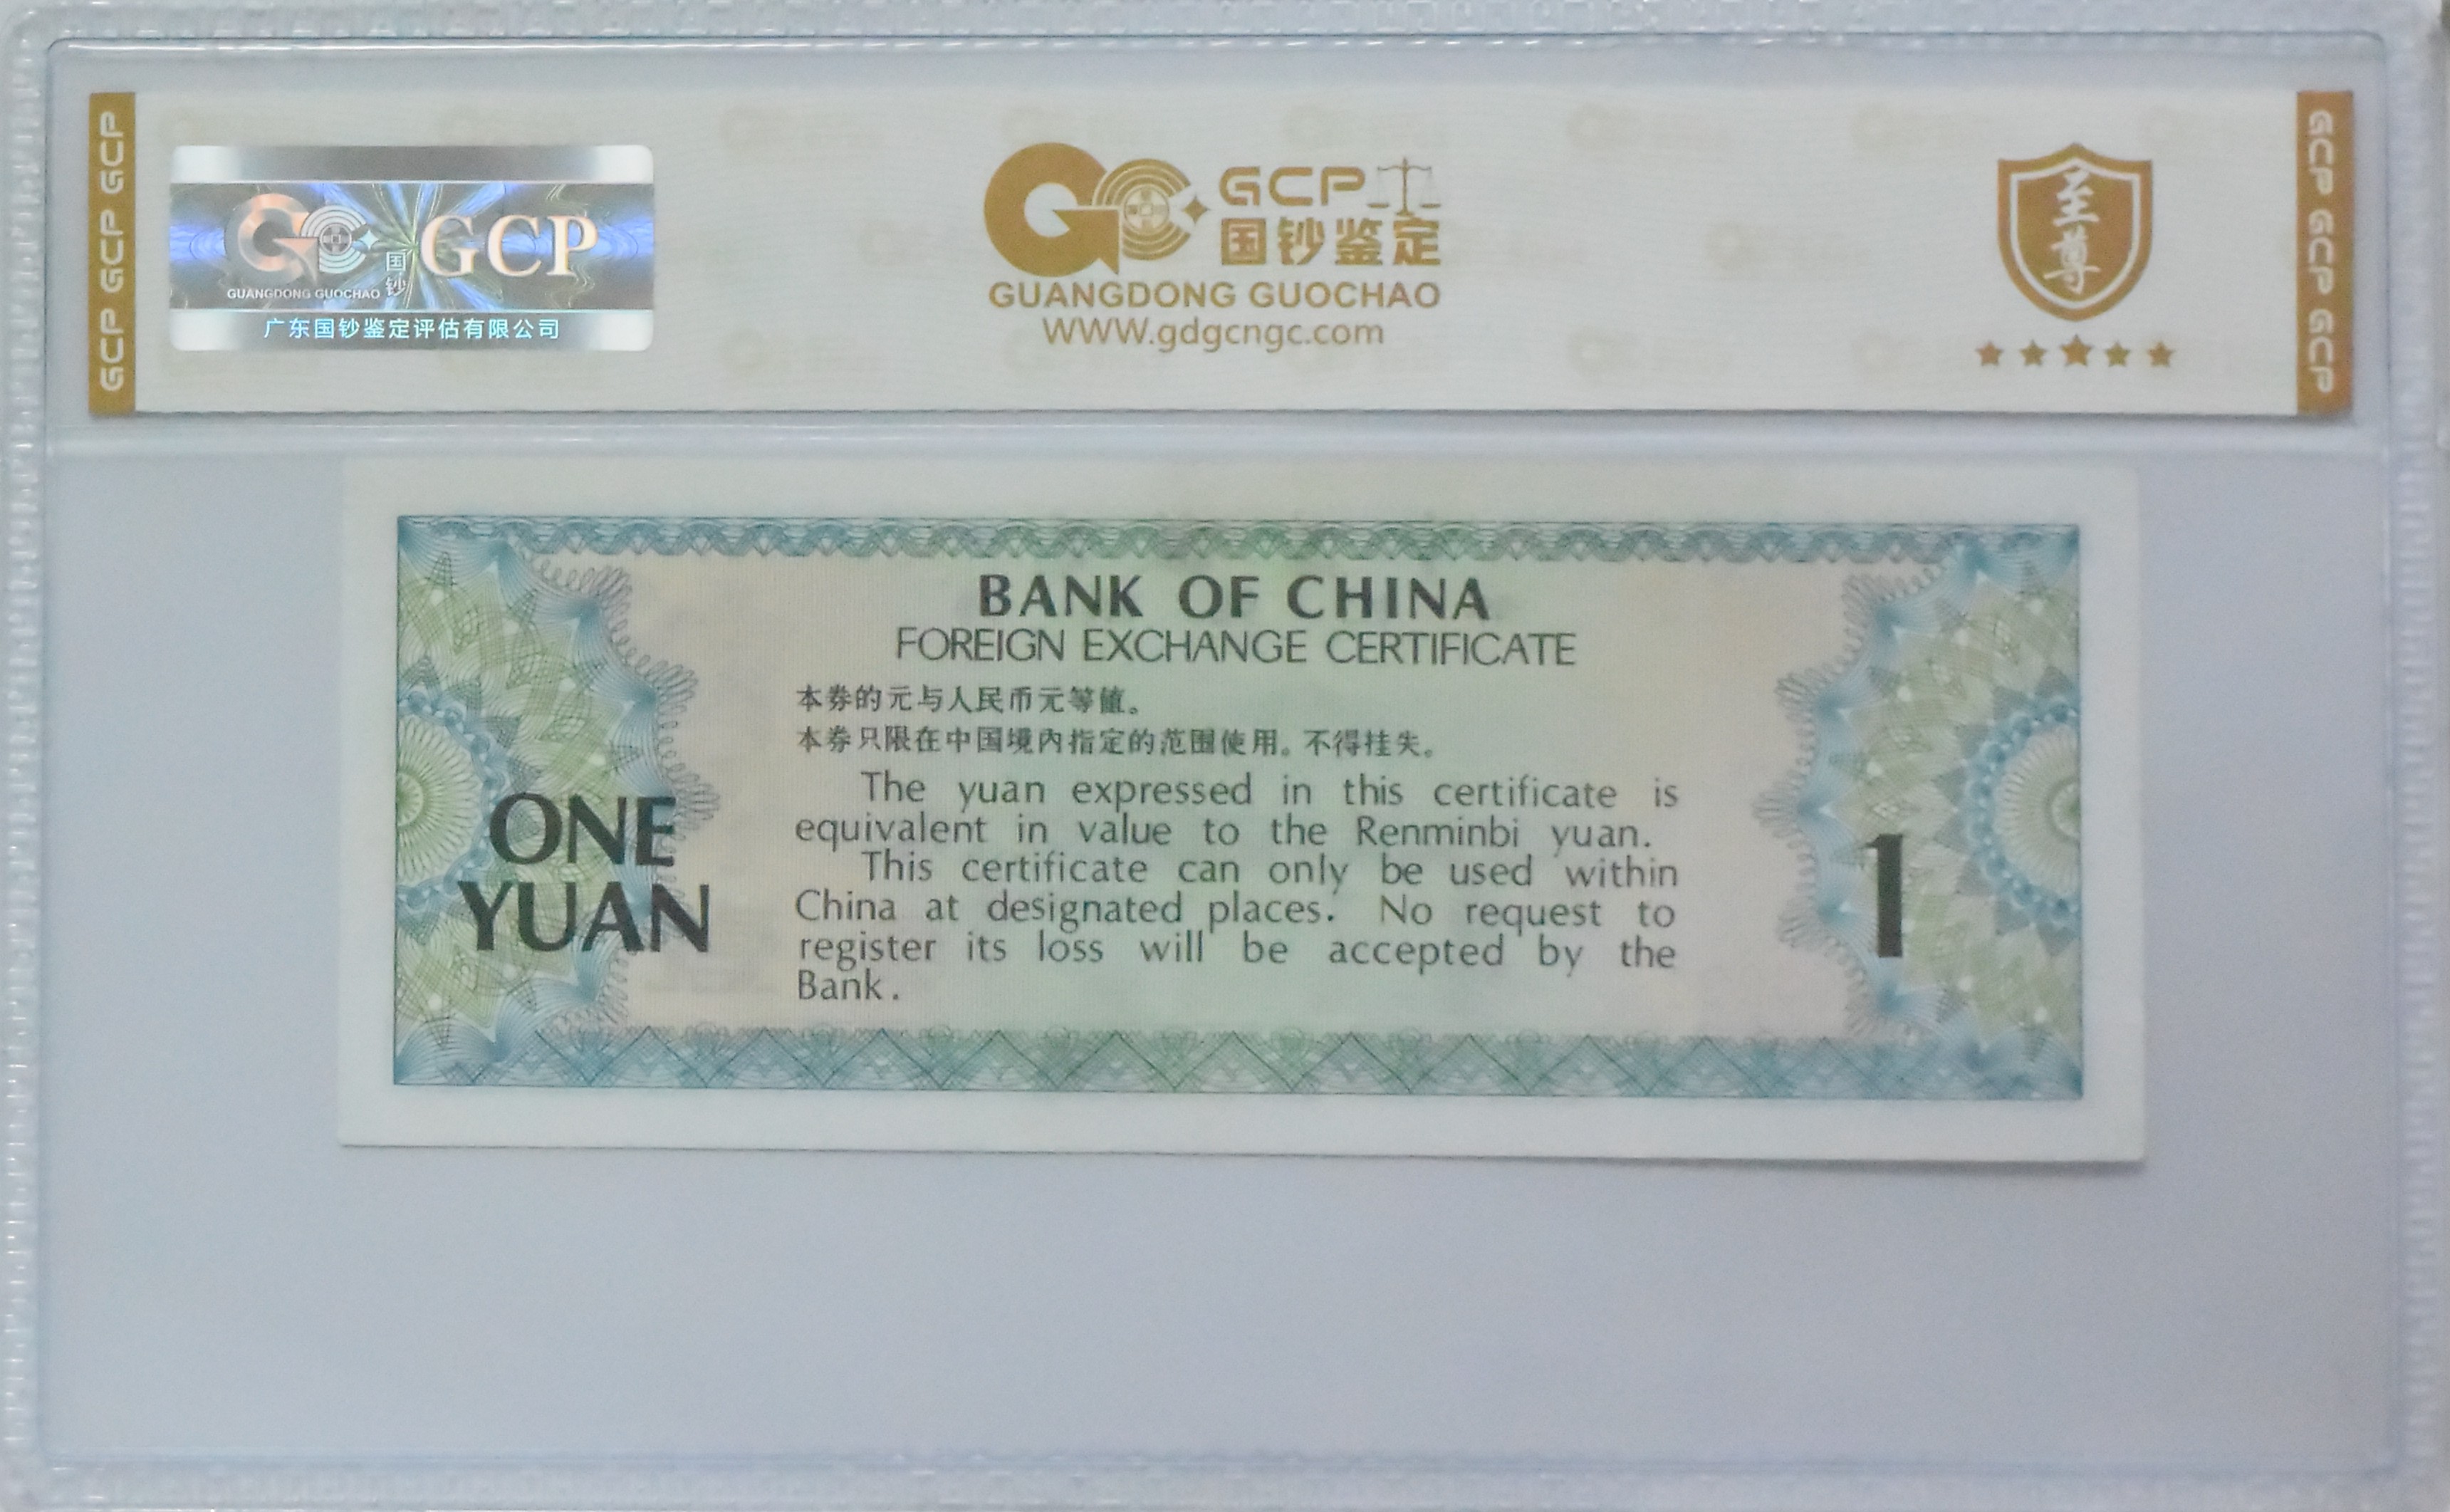 GCP GCP GCP
GCP
国钞
GUANGDONG GUOCHAO
广东国钞鉴定评估有限公司
GCP
国钞鉴定
GUANGDONG GUOCHAO
WWW.gdgcngc.com
至尊
GCP GCP GCP
BANK OF CHINA
FOREIGN EXCHANGE CERTIFICATE
本券的元与人民币元等值。
本券只限在中国境内指定的范围使用。不得挂失。
The yuan expressed in this certificate is
equivalent in value to the Renminbi yuan.
This certificate can only be used within
China at designated places. No request to
register its loss will be accepted by the
Bank.
ONE
YUAN
1